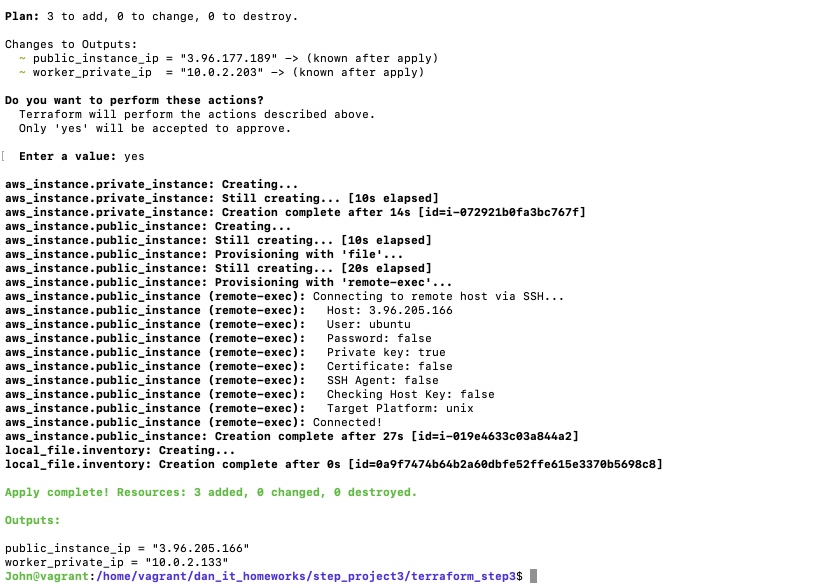 Plan: 3 to add, 0 to change, 0 to destroy.
Changes to Outputs:
  ~ public_instance_ip = "3.96.177.189" -> (known after apply)
  ~ worker_private_ip  = "10.0.2.203" -> (known after apply)
Do you want to perform these actions?
  Terraform will perform the actions described above.
  Only 'yes' will be accepted to approve.
[  Enter a value: yes
aws_instance.private_instance: Creating...
aws_instance.private_instance: Still creating... [10s elapsed]
aws_instance.private_instance: Creation complete after 14s [id=i-072921b0fa3bc767f]
aws_instance.public_instance: Creating...
aws_instance.public_instance: Still creating... [10s elapsed]
aws_instance.public_instance: Provisioning with 'file'...
aws_instance.public_instance: Still creating... [20s elapsed]
aws_instance.public_instance: Provisioning with 'remote-exec'...
aws_instance.public_instance (remote-exec): Connecting to remote host via SSH...
aws_instance.public_instance (remote-exec):   Host: 3.96.205.166
aws_instance.public_instance (remote-exec):   User: ubuntu
aws_instance.public_instance (remote-exec):   Password: false
aws_instance.public_instance (remote-exec):   Private key: true
aws_instance.public_instance (remote-exec):   Certificate: false
aws_instance.public_instance (remote-exec):   SSH Agent: false
aws_instance.public_instance (remote-exec):   Checking Host Key: false
aws_instance.public_instance (remote-exec):   Target Platform: unix
aws_instance.public_instance (remote-exec): Connected!
aws_instance.public_instance: Creation complete after 27s [id=i-019e4633c03a844a2]
local_file.inventory: Creating...
local_file.inventory: Creation complete after 0s [id=0a9f7474b64b2a60dbfe52ffe615e3370b5698c8]
Apply complete! Resources: 3 added, 0 changed, 0 destroyed.
Outputs:
public_instance_ip = "3.96.205.166"
worker_private_ip = "10.0.2.133"
John@vagrant:/home/vagrant/dan_it_homeworks/step_project3/terraform_step3$